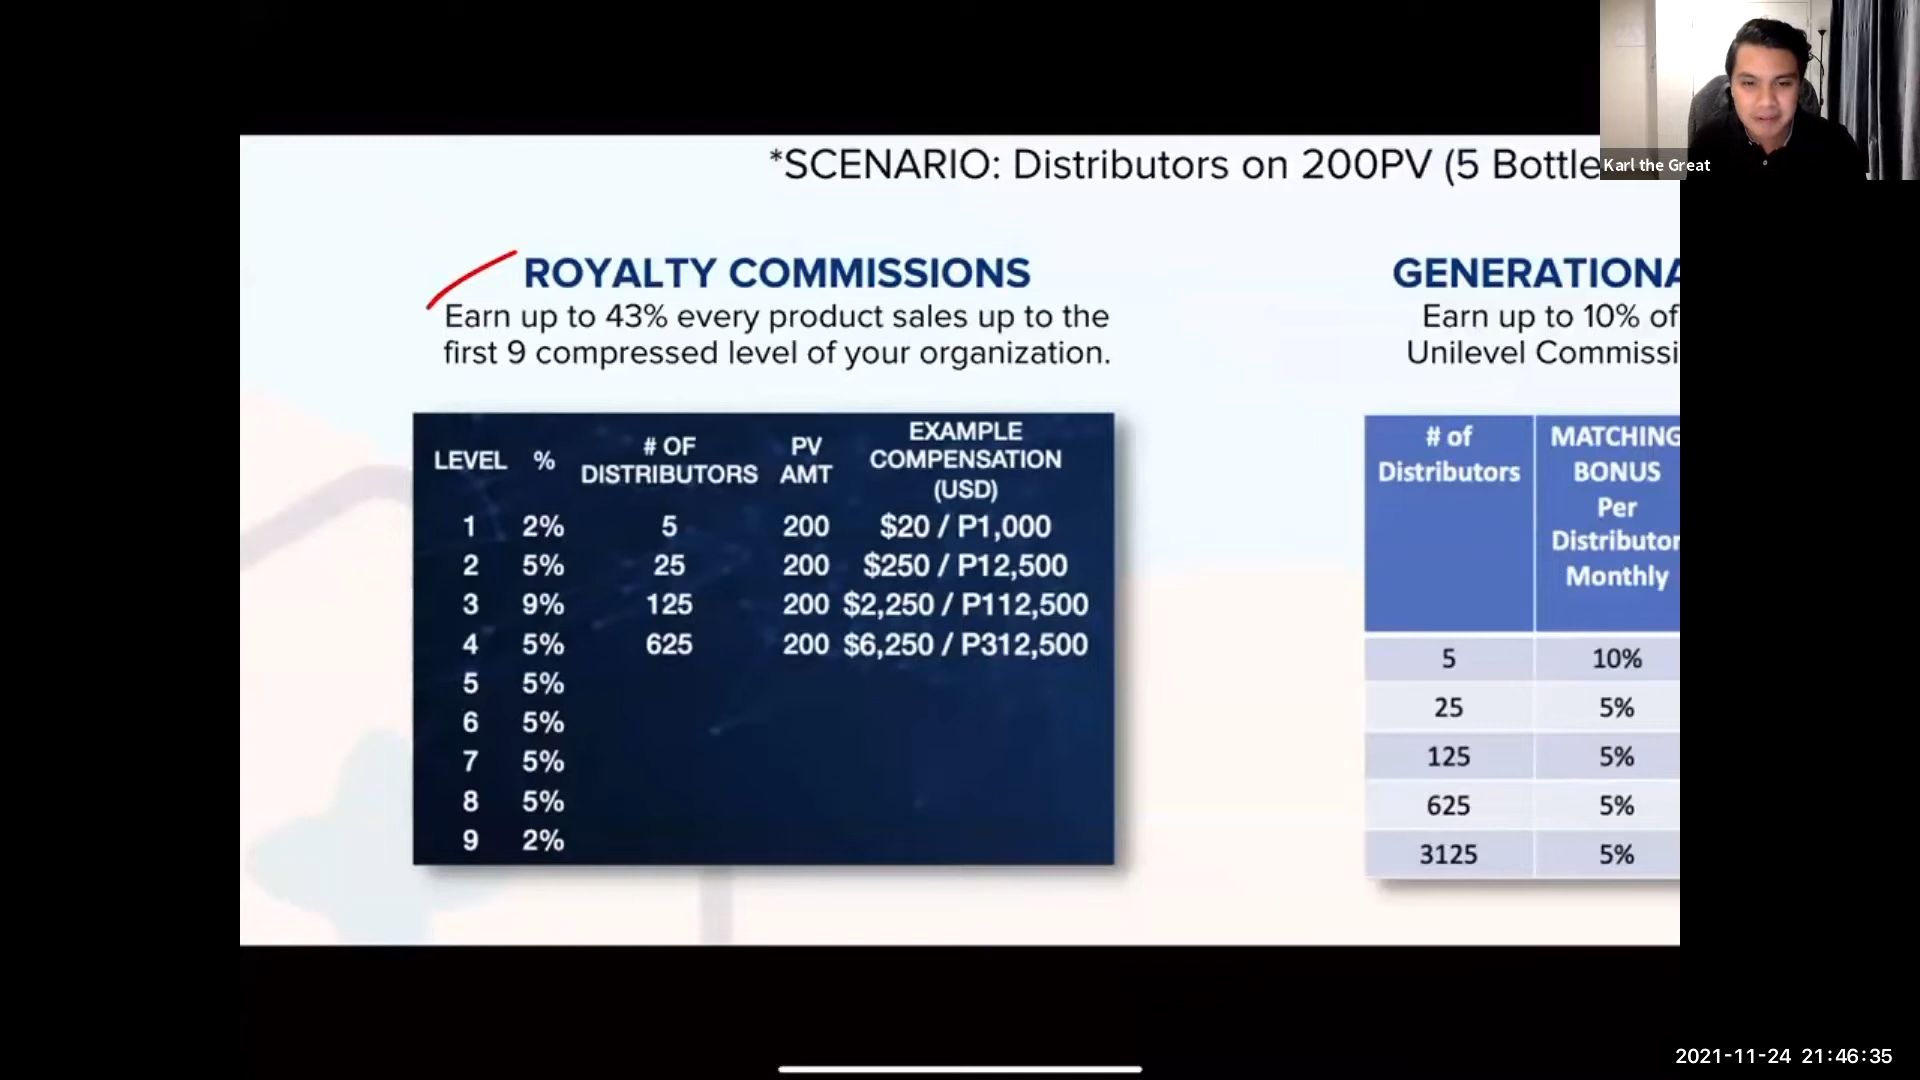 Karl the Great
*SCENARIO: Distributors on 200PV (5 Bottle
ROYALTY COMMISSIONS
Earn up to 43% every product sales up to the
first 9 compressed level of your organization.
LEVEL % # OF DISTRIBUTORS PV AMT EXAMPLE COMPENSATION (USD)
1 2% 5 200 $20 / P1,000
2 5% 25 200 $250 / P12,500
3 9% 125 200 $2,250 / P112,500
4 5% 625 200 $6,250 / P312,500
5 5%
6 5%
7 5%
8 5%
9 2%
GENERATIONA
Earn up to 10% of
Unilevel Commissi
# of Distributors MATCHING BONUS Per Distributor Monthly
5 10%
25 5%
125 5%
625 5%
3125 5%
2021-11-24 21:46:35